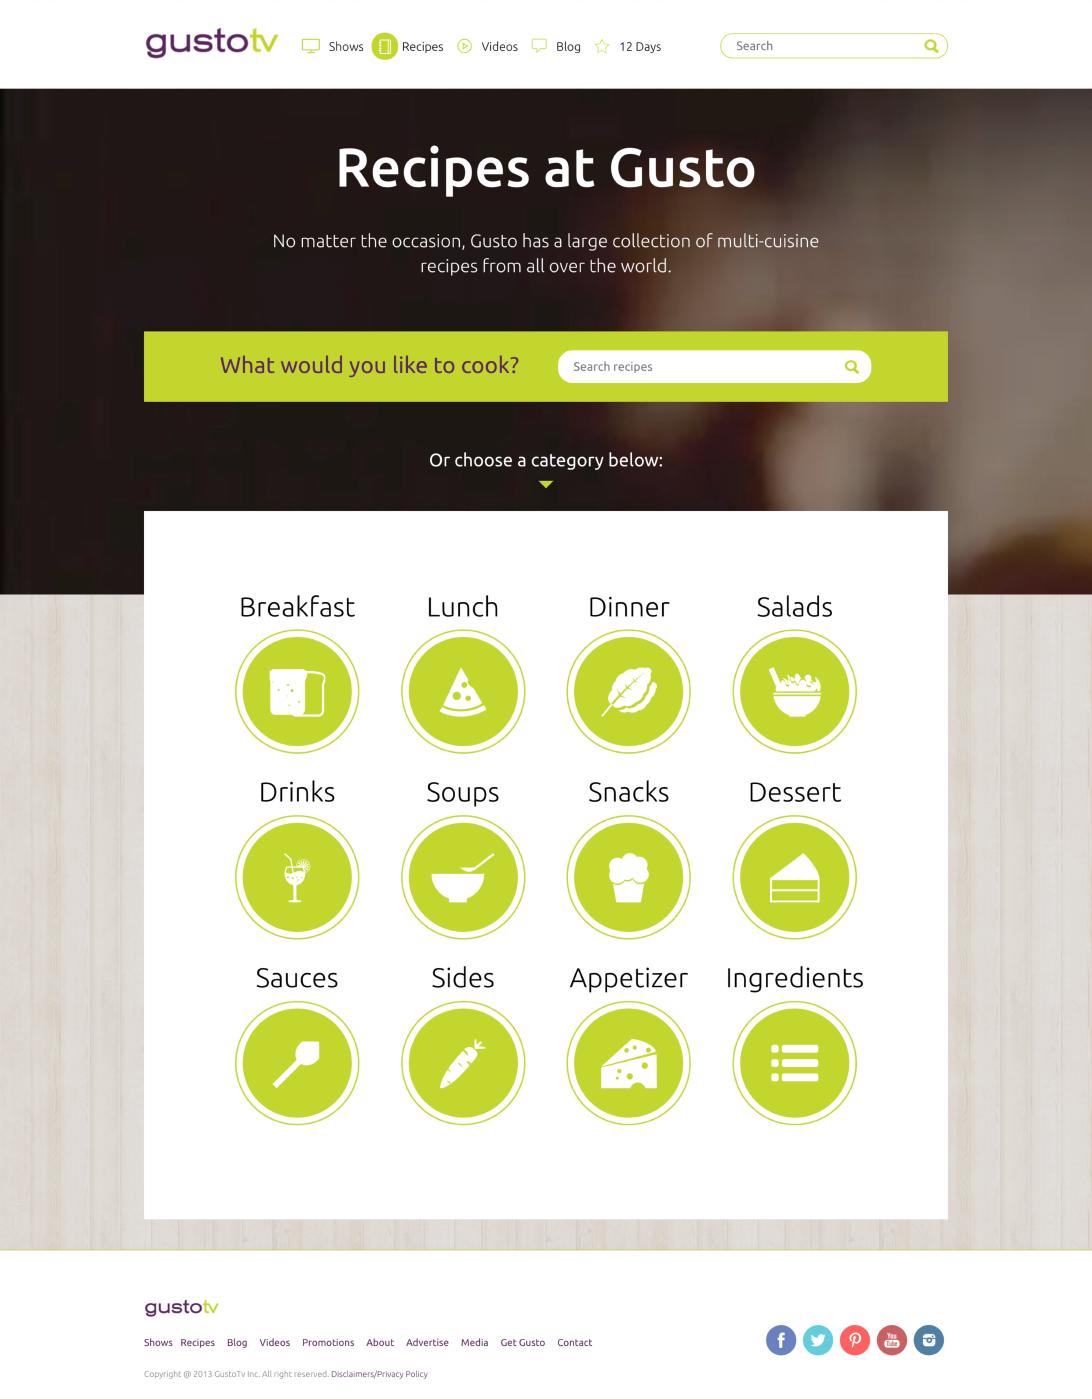 gustotv
Shows Recipes Videos Blog 12 Days
Search
Recipes at Gusto
No matter the occasion, Gusto has a large collection of multi-cuisine
recipes from all over the world.
What would you like to cook?
Search recipes
Or choose a category below:
Breakfast Lunch Dinner Salads
Drinks Soups Snacks Dessert
Sauces Sides Appetizer Ingredients
gustotv
Shows Recipes Blog Videos Promotions About Advertise Media Get Gusto Contact
You Tube
Copyright @ 2013 GustoTv Inc. All right reserved. Disclaimers/Privacy Policy